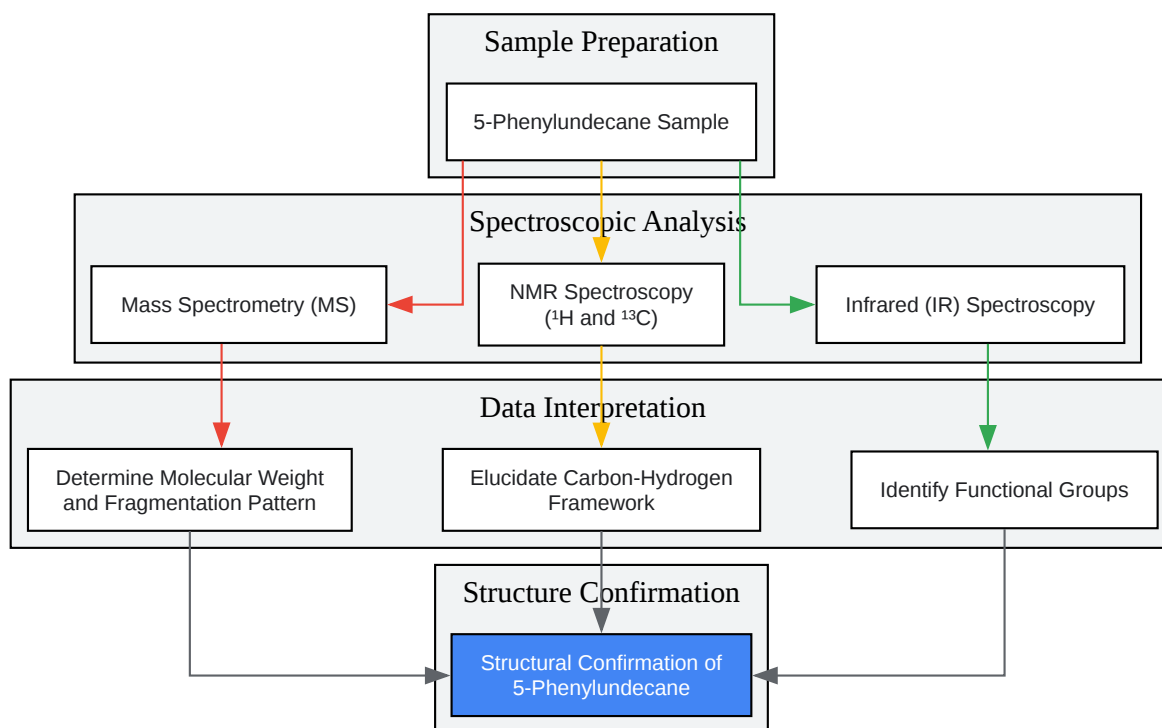 Sample Preparation
5-Phenylundecane Sample
Spectroscopic Analysis
Mass Spectrometry (MS)
NMR Spectroscopy
(¹H and ¹³C)
Infrared (IR) Spectroscopy
Data Interpretation
Determine Molecular Weight
and Fragmentation Pattern
Elucidate Carbon-Hydrogen
Framework
Identify Functional Groups
Structure Confirmation
Structural Confirmation of
5-Phenylundecane